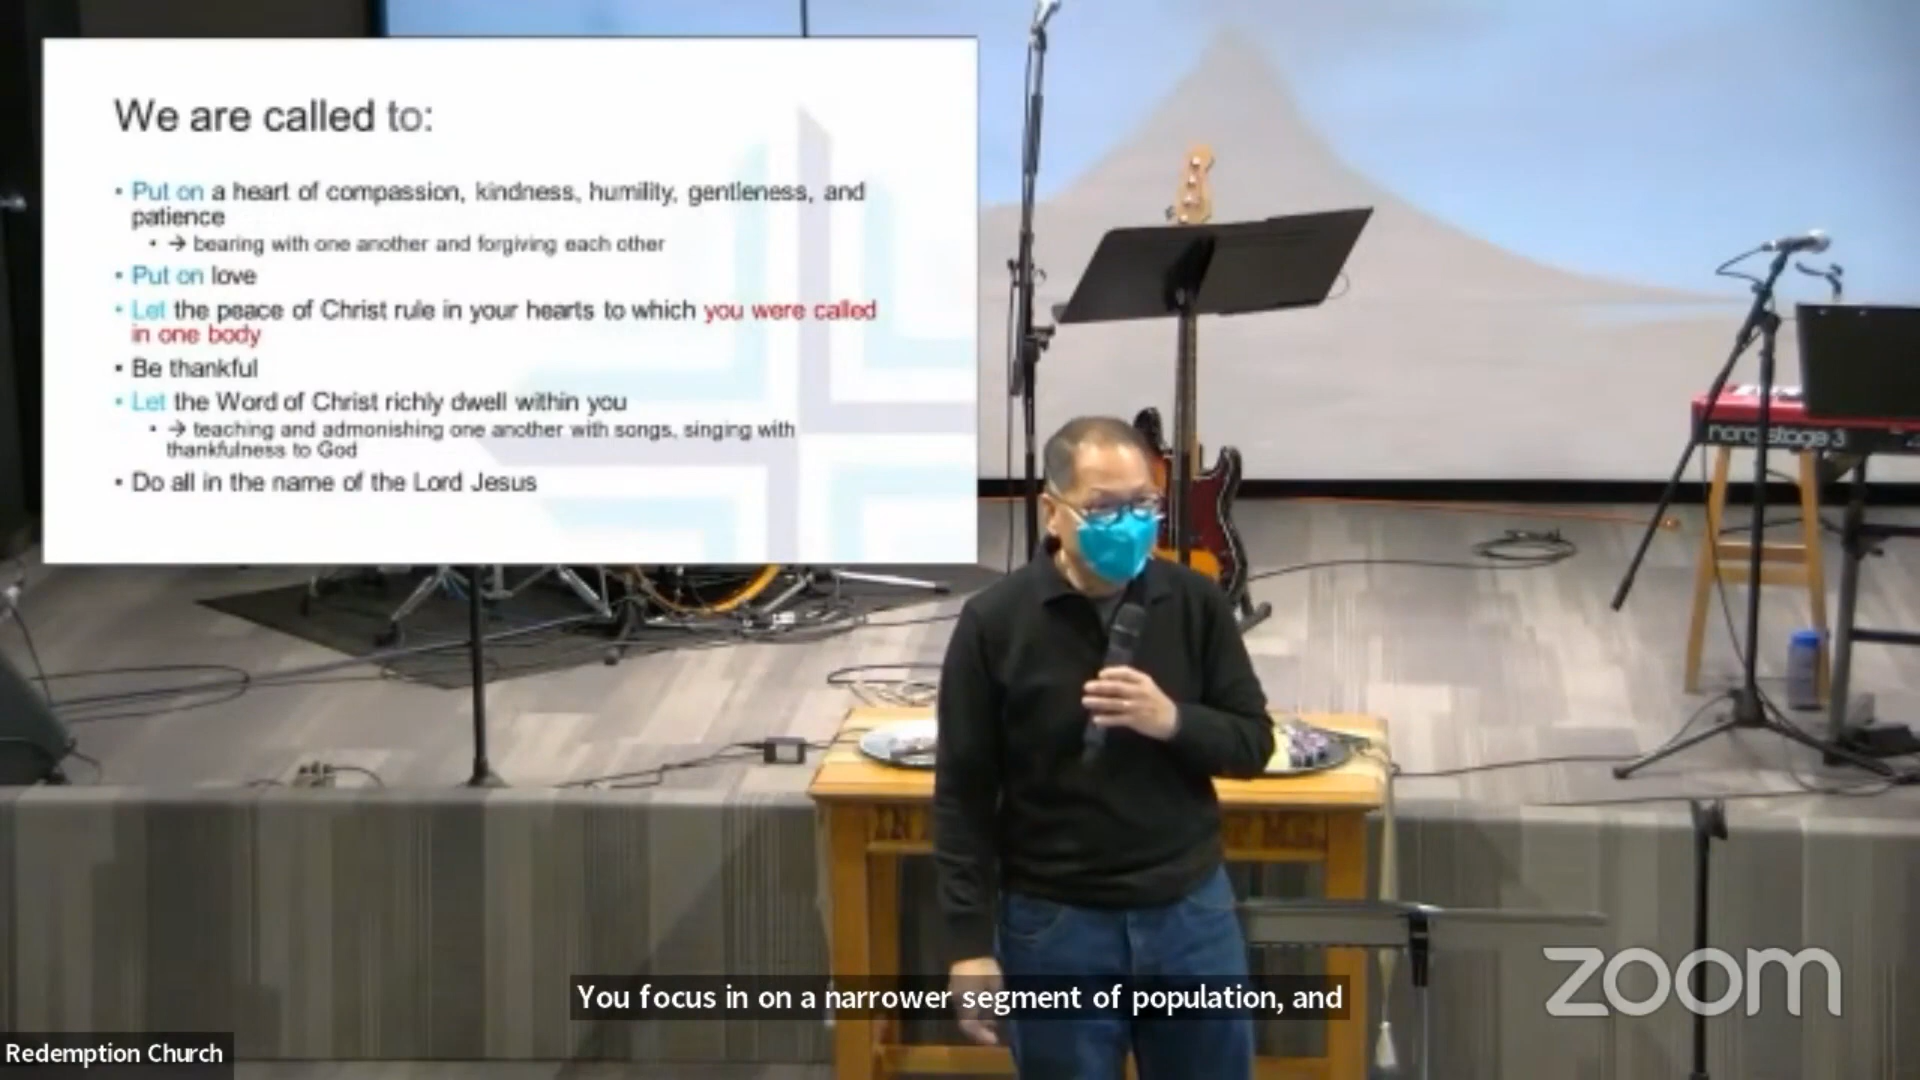 We are called to:
• Put on a heart of compassion, kindness, humility, gentleness, and
patience
• → bearing with one another and forgiving each other
• Put on love
• Let the peace of Christ rule in your hearts to which you were called
in one body
• Be thankful
• Let the Word of Christ richly dwell within you
• → teaching and admonishing one another with songs, singing with
thankfulness to God
• Do all in the name of the Lord Jesus
nord stage 3
IN
You focus in on a narrower segment of population, and
zoom
Redemption Church